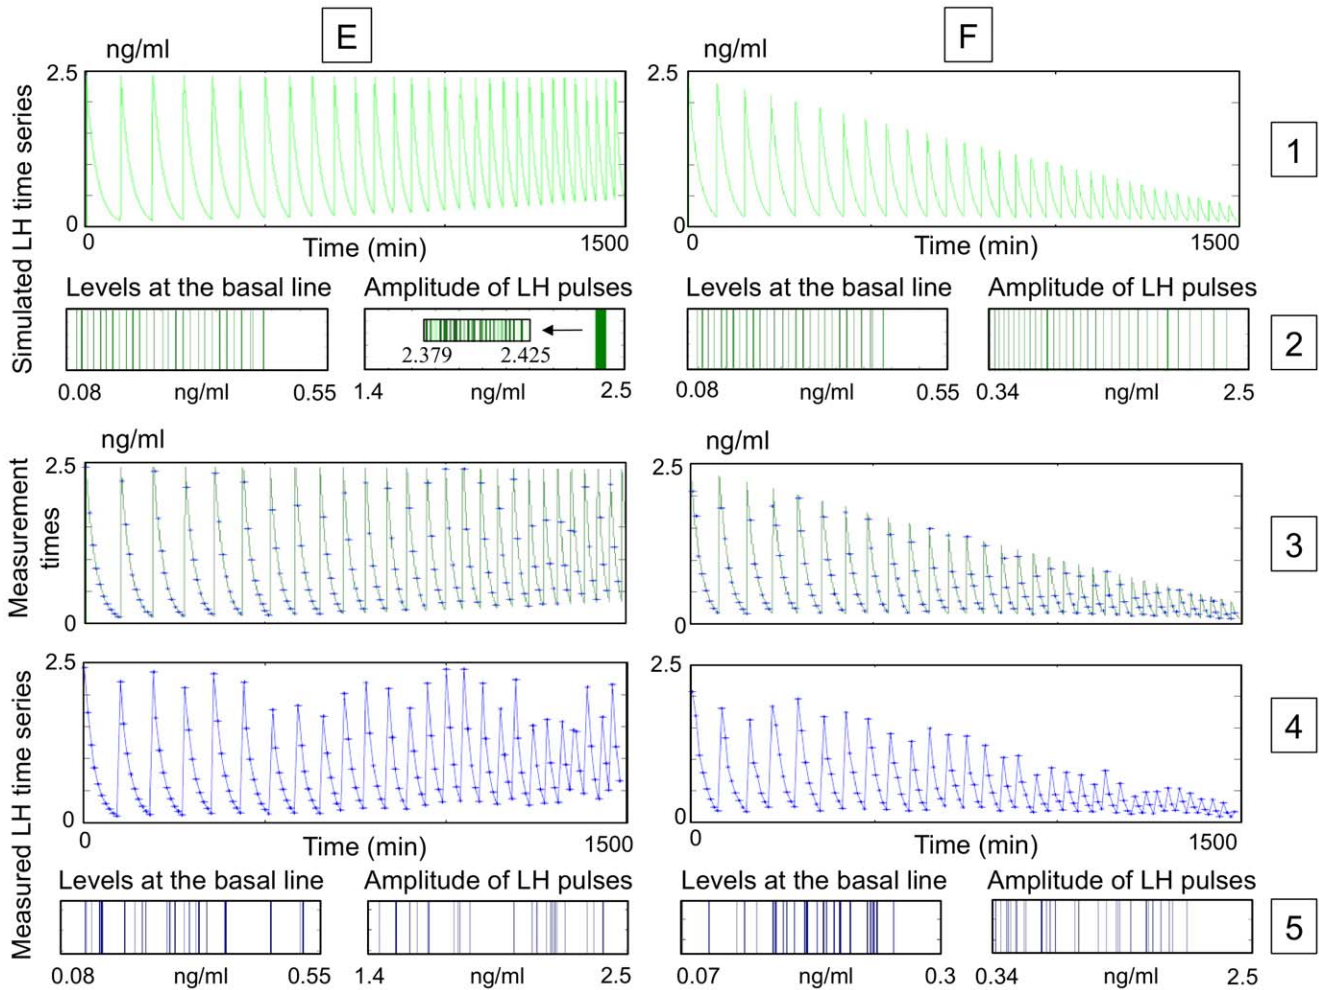 E
F
ng/ml
ng/ml
2.5
2.5
1
Simulated LH time series
0
0
0
Time (min)
1500
0
Time (min)
1500
Levels at the basal line
Amplitude of LH pulses
Levels at the basal line
Amplitude of LH pulses
2.379
2.425
2
0.08
ng/ml
0.55
1.4
ng/ml
2.5
0.08
ng/ml
0.55
0.34
ng/ml
2.5
ng/ml
ng/ml
2.5
2.5
Measurement
times
3
0
0
2.5
2.5
Measured LH time series
4
0
0
0
Time (min)
1500
0
Time (min)
1500
Levels at the basal line
Amplitude of LH pulses
Levels at the basal line
Amplitude of LH pulses
5
0.08
ng/ml
0.55
1.4
ng/ml
2.5
0.07
ng/ml
0.3
0.34
ng/ml
2.5